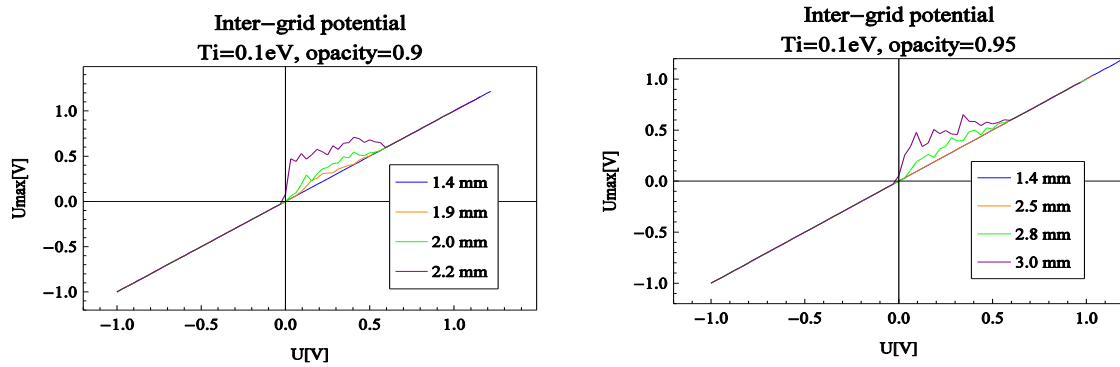 Inter−grid potential
Ti=0.1eV, opacity=0.9
Umax[V]
1.0
0.5
0.0
−0.5
−1.0
−1.0
−0.5
0.0
0.5
1.0
U[V]
1.4 mm
1.9 mm
2.0 mm
2.2 mm
Inter−grid potential
Ti=0.1eV, opacity=0.95
Umax[V]
1.0
0.5
0.0
−0.5
−1.0
−1.0
−0.5
0.0
0.5
1.0
U[V]
1.4 mm
2.5 mm
2.8 mm
3.0 mm